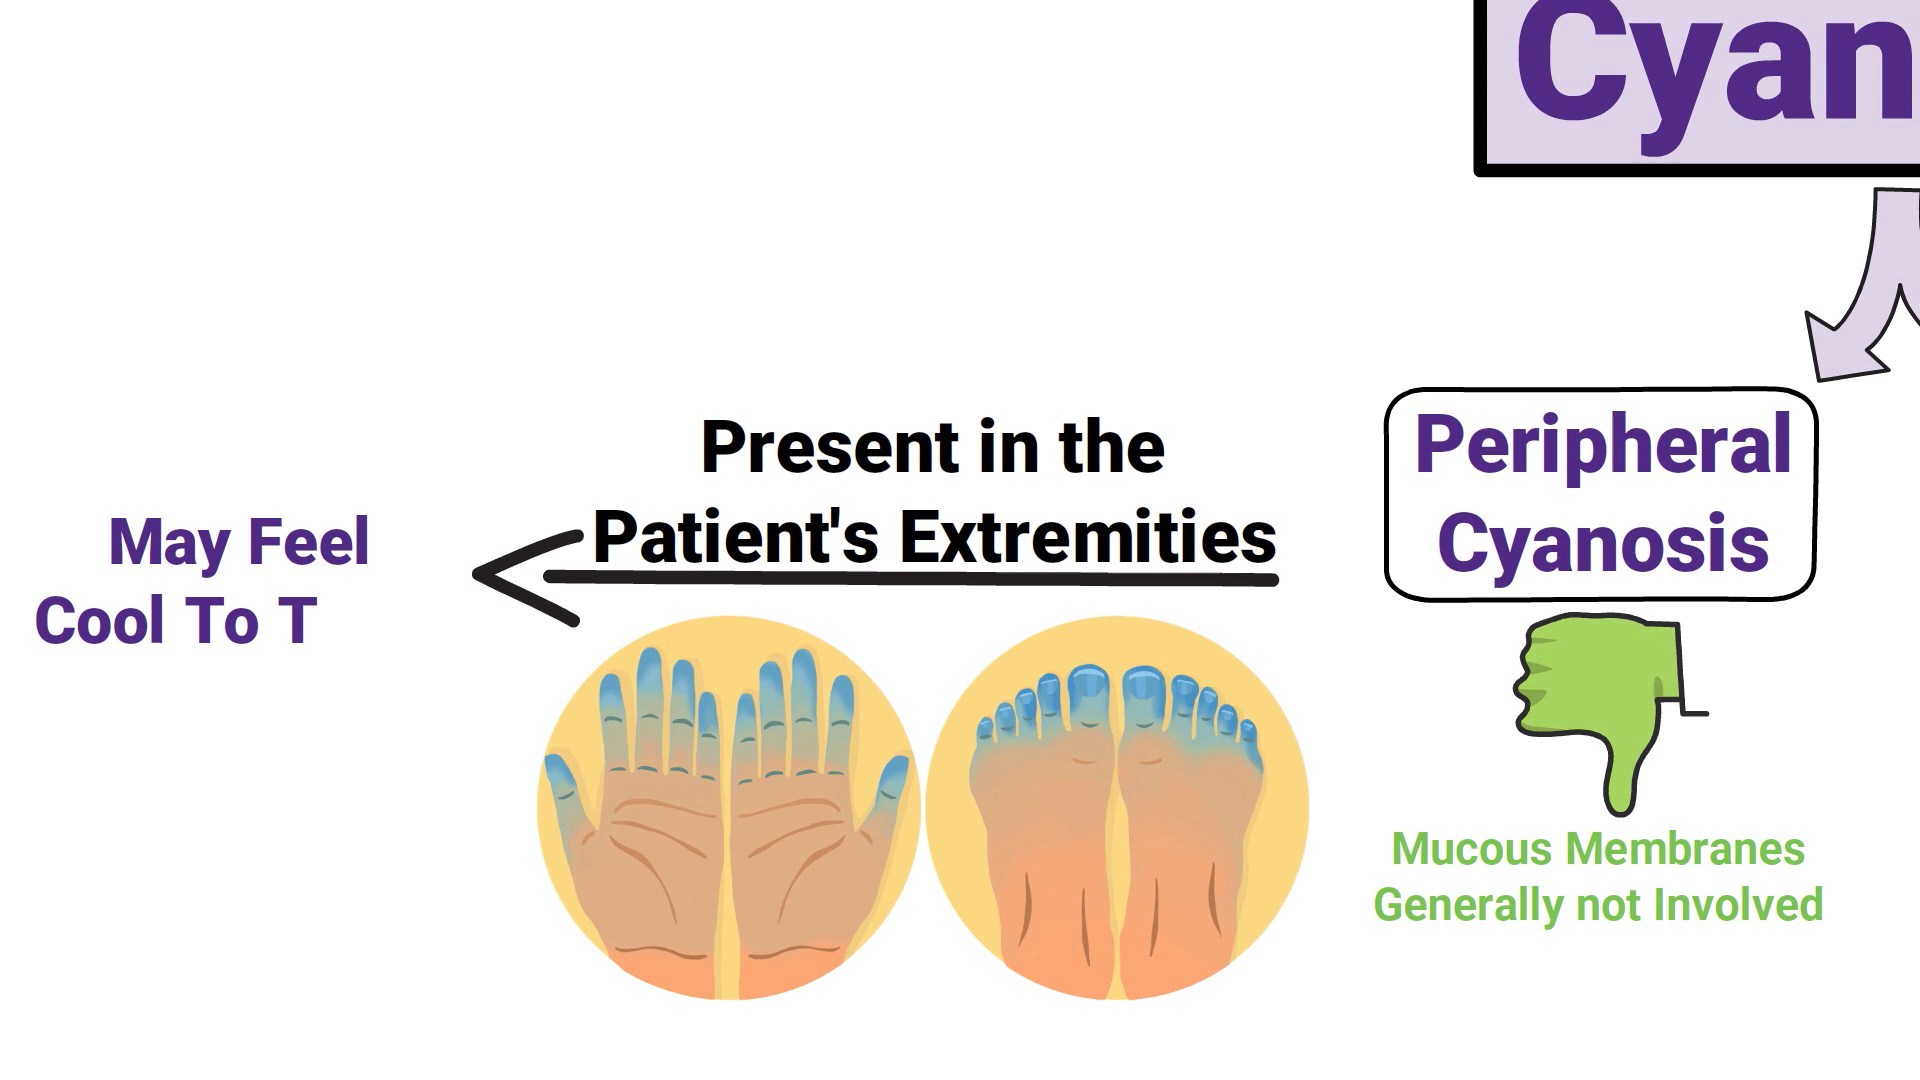 Cyan
Present in the
Patient's Extremities
Peripheral
Cyanosis
May Feel
Cool To T
Mucous Membranes
Generally not Involved